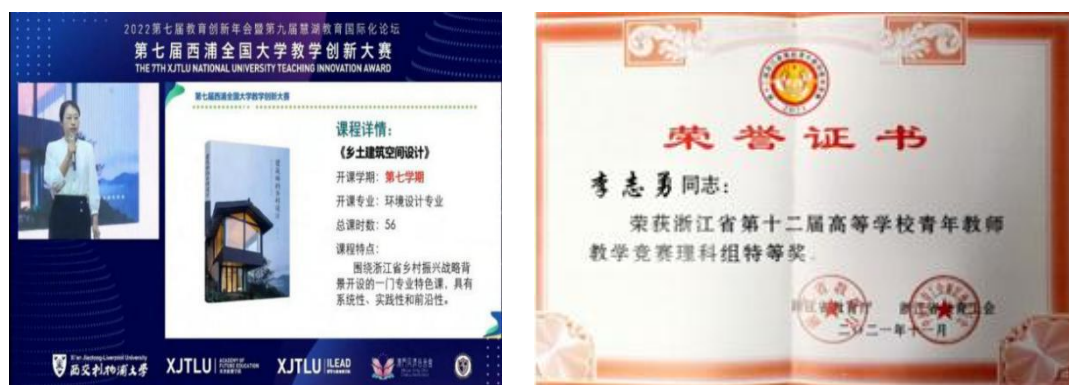 2022第七届教育创新年会暨第九届慧湖教育国际化论坛
第七届西浦全国大学教学创新大赛
THE 7TH XJTLU NATIONAL UNIVERSITY TEACHING INNOVATION AWARD
第七届西浦全国大学教学创新大赛
课程详情:
《乡土建筑空间设计》
开课学期: 第七学期
开课专业: 环境设计专业
总课时数: 56
课程特点:
围绕浙江省乡村振兴战略背
景开设的一门专业特色课, 具有
系统性、实践性和前沿性。
Xi'an Jiaotong-Liverpool University
西交利物浦大学
XJTLU ACADEMY OF FUTURE EDUCATION
XJTLU ILEAD
荣誉证书
李志勇同志:
荣获浙江省第十二届高等学校青年教师
教学竞赛理科组特等奖.
浙江省教育厅 浙江省教育工会
二〇二一年十一月